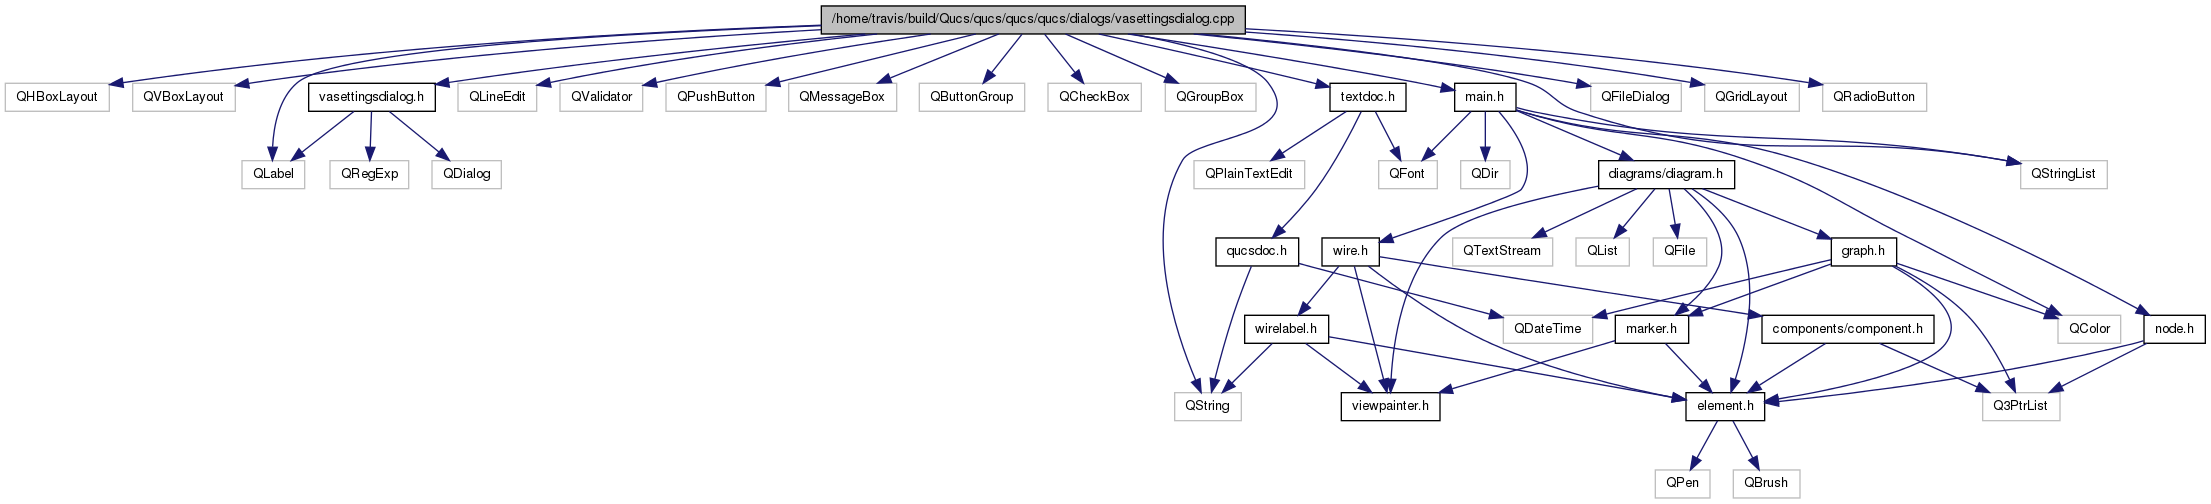 /home/travis/build/Qucs/qucs/qucs/qucs/dialogs/vasettingsdialog.cpp
QHBoxLayout
QVBoxLayout
vasettingsdialog.h
QLineEdit
QValidator
QPushButton
QMessageBox
QButtonGroup
QCheckBox
QGroupBox
textdoc.h
main.h
QFileDialog
QGridLayout
QRadioButton
QLabel
QRegExp
QDialog
QPlainTextEdit
QFont
QDir
diagrams/diagram.h
QStringList
qucsdoc.h
wire.h
QTextStream
QList
QFile
graph.h
wirelabel.h
QDateTime
marker.h
components/component.h
QColor
node.h
QString
viewpainter.h
element.h
Q3PtrList
QPen
QBrush